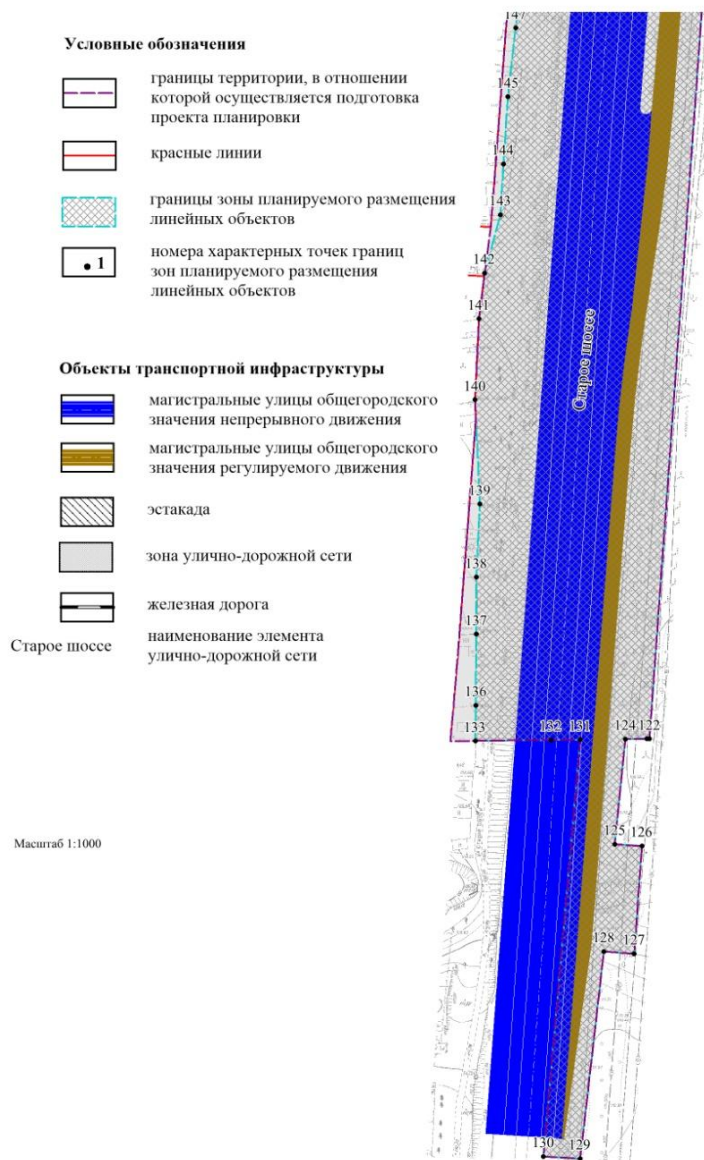 Условные обозначения
границы территории, в отношении
которой осуществляется подготовка
проекта планировки
красные линии
границы зоны планируемого размещения
линейных объектов
1
номера характерных точек границ
зон планируемого размещения
линейных объектов
Объекты транспортной инфраструктуры
магистральные улицы общегородского
значения непрерывного движения
магистральные улицы общегородского
значения регулируемого движения
эстакада
зона улично-дорожной сети
железная дорога
Старое шоссе
наименование элемента
улично-дорожной сети
Масштаб 1:1000
147
145
144
143
142
141
140
139
138
137
136
133
132
131
124
122
125
126
128
127
130
129
Старое шоссе